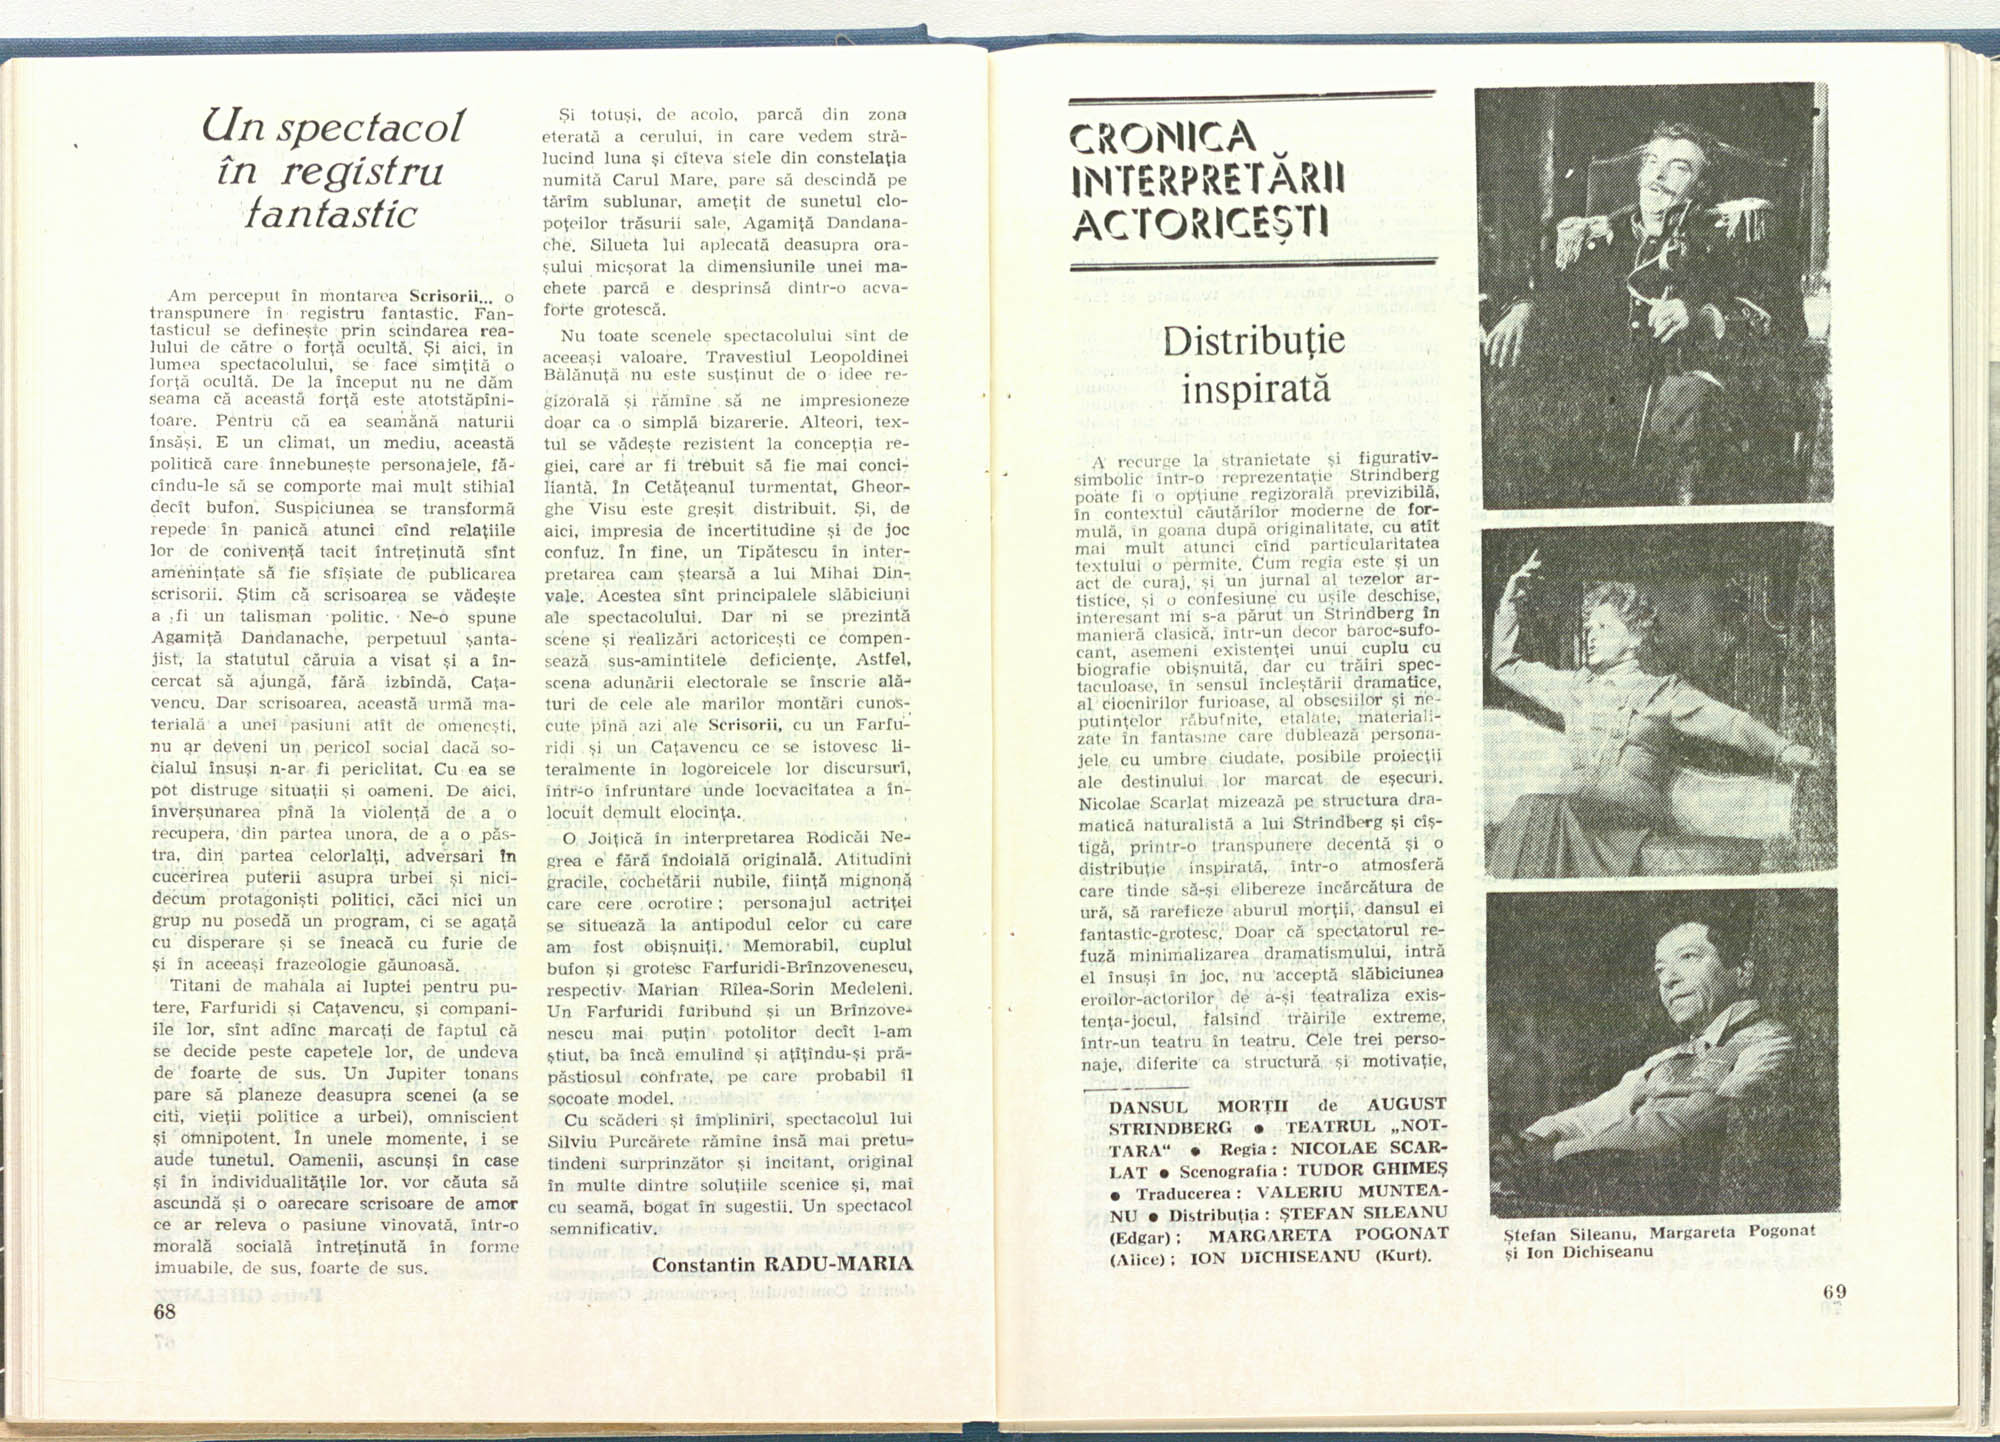 Un spectacol
în registru
fantastic
Am perceput în montarea Scrisorii... o
transpunere în registru fantastic. Fan-
tasticul se definește prin scindarea rea-
lului de către o forță ocultă. Și aici, în
lumea spectacolului, se face simțită o
forță ocultă. De la început nu ne dăm
seama că această forță este atotstăpîni-
toare. Pentru că ea seamănă naturii
însăși. E un climat, un mediu, această
politică care înnebunește personajele, fă-
cîndu-le să se comporte mai mult stihial
decît bufon. Suspiciunea se transformă
repede în panică atunci cînd relațiile
lor de conivență tacit întreținută sînt
amenințate să fie sfîșiate de publicarea
scrisorii. Știm că scrisoarea se vădește
a fi un talisman politic. Ne-o spune
Agamiță Dandanache, perpetuul șanta-
jist, la statutul căruia a visat și a în-
cercat să ajungă, fără izbîndă, Cața-
vencu. Dar scrisoarea, această urmă ma-
terială a unei pasiuni atît de omenești,
nu ar deveni un pericol social dacă so-
cialul însuși n-ar fi periclitat. Cu ea se
pot distruge situații și oameni. De aici,
înverșunarea pînă la violență de a o
recupera, din partea unora, de a o păs-
tra, din partea celorlalți, adversari în
cucerirea puterii asupra urbei și nici-
decum protagoniști politici, căci nici un
grup nu posedă un program, ci se agață
cu disperare și se îneacă cu furie de
și în aceeași frazeologie găunoasă.
Titani de mahala ai luptei pentru pu-
tere, Farfuridi și Cațavencu, și compani-
ile lor, sînt adînc marcați de faptul că
se decide peste capetele lor, de undeva
de foarte de sus. Un Jupiter tonans
pare să planeze deasupra scenei (a se
citi, vieții politice a urbei), omniscient
și omnipotent. În unele momente, i se
aude tunetul. Oamenii, ascunși în case
și în individualitățile lor, vor căuta să
ascundă și o oarecare scrisoare de amor
ce ar releva o pasiune vinovată, într-o
morală socială întreținută în forme
imuabile, de sus, foarte de sus.
68
Și totuși, de acolo, parcă din zona
eterată a cerului, în care vedem stră-
lucind luna și cîteva stele din constelația
numită Carul Mare, pare să descindă pe
tărîm sublunar, amețit de sunetul clo-
poțeilor trăsurii sale, Agamiță Dandana-
che. Silueta lui aplecată deasupra ora-
șului micșorat la dimensiunile unei ma-
chete parcă e desprinsă dintr-o acva-
forte grotescă.
Nu toate scenele spectacolului sînt de
aceeași valoare. Travestiul Leopoldinei
Bălănuță nu este susținut de o idee re-
gizorală și rămîne să ne impresioneze
doar ca o simplă bizarerie. Alteori, tex-
tul se vădește rezistent la concepția re-
giei, care ar fi trebuit să fie mai conci-
liantă. În Cetățeanul turmentat, Gheor-
ghe Visu este greșit distribuit. Și, de
aici, impresia de incertitudine și de joc
confuz. În fine, un Tipătescu în inter-
pretarea cam ștearsă a lui Mihai Din-
vale. Acestea sînt principalele slăbiciuni
ale spectacolului. Dar ni se prezintă
scene și realizări actoricești ce compen-
sează sus-amintitele deficiențe. Astfel,
scena adunării electorale se înscrie ală-
turi de cele ale marilor montări cunos-
cute pînă azi ale Scrisorii, cu un Farfu-
ridi și un Cațavencu ce se istovesc li-
teralmente în logoreicele lor discursuri,
într-o înfruntare unde locvacitatea a în-
locuit demult elocința.
O Joițică în interpretarea Rodicăi Ne-
grea e fără îndoială originală. Atitudini
gracile, cochetării nubile, ființă mignonă
care cere ocrotire ; personajul actriței
se situează la antipodul celor cu care
am fost obișnuiți. Memorabil, cuplul
bufon și grotesc Farfuridi-Brînzovenescu,
respectiv Marian Rîlea-Sorin Medeleni.
Un Farfuridi furibund și un Brînzove-
nescu mai puțin potolitor decît l-am
știut, ba încă emulînd și ațîțîndu-și pră-
păstiosul confrate, pe care probabil îl
socoate model.
Cu scăderi și împliniri, spectacolul lui
Silviu Purcărete rămîne însă mai pretu-
tindeni surprinzător și incitant, original
în multe dintre soluțiile scenice și, mai
cu seamă, bogat în sugestii. Un spectacol
semnificativ.
Constantin RADU-MARIA
CRONICA
INTERPRETĂRII
ACTORICEȘTI
Distribuție
inspirată
A recurge la stranietate și figurativ-
simbolic într-o reprezentație Strindberg
poate fi o opțiune regizorală previzibilă,
în contextul căutărilor moderne de for-
mulă, în goana după originalitate, cu atît
mai mult atunci cînd particularitatea
textului o permite. Cum regia este și un
act de curaj, și un jurnal al tezelor ar-
tistice, și o confesiune cu ușile deschise,
interesant mi s-a părut un Strindberg în
manieră clasică, într-un decor baroc-sufo-
cant, asemeni existenței unui cuplu cu
biografie obișnuită, dar cu trăiri spec-
taculoase, în sensul încleștării dramatice,
al ciocnirilor furioase, al obsesiilor și ne-
putințelor răbufnite, etalate, materiali-
zate în fantasme care dublează persona-
jele cu umbre ciudate, posibile proiecții
ale destinului lor marcat de eșecuri.
Nicolae Scarlat mizează pe structura dra-
matică naturalistă a lui Strindberg și cîș-
tigă, printr-o transpunere decentă și o
distribuție inspirată, într-o atmosferă
care tinde să-și elibereze încărcătura de
ură, să rarefieze aburul morții, dansul ei
fantastic-grotesc. Doar că spectatorul re-
fuză minimalizarea dramatismului, intră
el însuși în joc, nu acceptă slăbiciunea
eroilor-actorilor de a-și teatraliza exis-
tența-jocul, falsînd trăirile extreme,
într-un teatru în teatru. Cele trei perso-
naje, diferite ca structură și motivație,
DANSUL MORȚII de AUGUST
STRINDBERG ● TEATRUL „NOT-
TARA“ ● Regia : NICOLAE SCAR-
LAT ● Scenografia : TUDOR GHIMEȘ
● Traducerea : VALERIU MUNTEA-
NU ● Distribuția : ȘTEFAN SILEANU
(Edgar) ; MARGARETA POGONAT
(Alice) ; ION DICHISEANU (Kurt).
Ștefan Sileanu, Margareta Pogonat
și Ion Dichiseanu
69